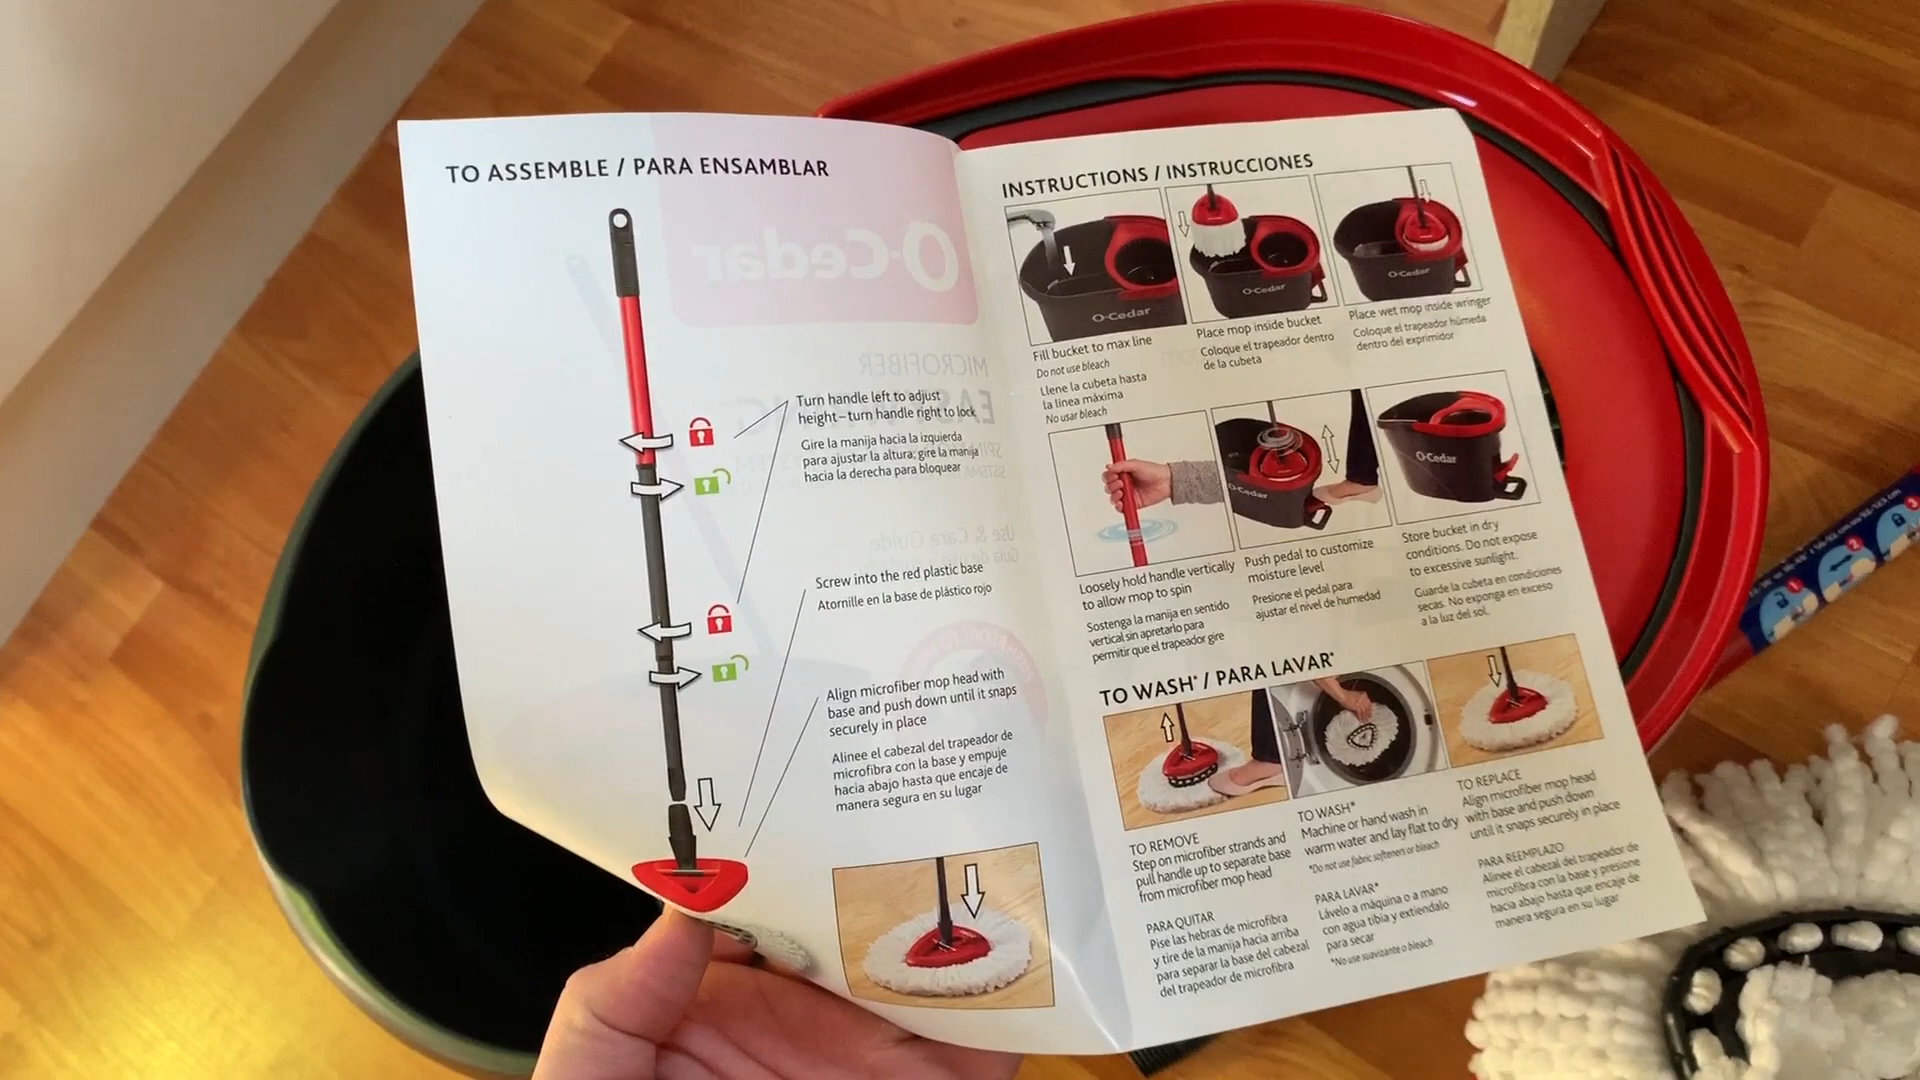 TO ASSEMBLE / PARA ENSAMBLAR
Turn handle left to adjust
height – turn handle right to lock
Gire la manija hacia la izquierda
para ajustar la altura; gire la manija
hacia la derecha para bloquear
Screw into the red plastic base
Atornille en la base de plástico rojo
Align microfiber mop head with
base and push down until it snaps
securely in place
Alinee el cabezal del trapeador de
microfibra con la base y empuje
hacia abajo hasta que encaje de
manera segura en su lugar
O-Cedar
MICROFIBER
Use & Care Guide
INSTRUCTIONS / INSTRUCCIONES
O-Cedar
Fill bucket to max line
Do not use bleach
Llene la cubeta hasta
la línea máxima
No usar bleach
O-Cedar
Place mop inside bucket
Coloque el trapeador dentro
de la cubeta
O-Cedar
Place wet mop inside wringer
Coloque el trapeador húmeda
dentro del exprimidor
Loosely hold handle vertically
to allow mop to spin
Sostenga la manija en sentido
vertical sin apretarlo para
permitir que el trapeador gire
O-Cedar
Push pedal to customize
moisture level
Presione el pedal para
ajustar el nivel de humedad
O-Cedar
Store bucket in dry
conditions. Do not expose
to excessive sunlight.
Guarde la cubeta en condiciones
secas. No exponga en exceso
a la luz del sol.
TO WASH* / PARA LAVAR*
TO REMOVE
Step on microfiber strands and
pull handle up to separate base
from microfiber mop head
PARA QUITAR
Pise las hebras de microfibra
y tire de la manija hacia arriba
para separar la base del cabezal
del trapeador de microfibra
TO WASH*
Machine or hand wash in
warm water and lay flat to dry
*Do not use fabric softeners or bleach
PARA LAVAR*
Lávelo a máquina o a mano
con agua tibia y extiendalo
para secar
*No use suavizante o bleach
TO REPLACE
Align microfiber mop head
with base and push down
until it snaps securely in place
PARA REEMPLAZO
Alinee el cabezal del trapeador de
microfibra con la base y presione
hacia abajo hasta que encaje de
manera segura en su lugar
1
2
3